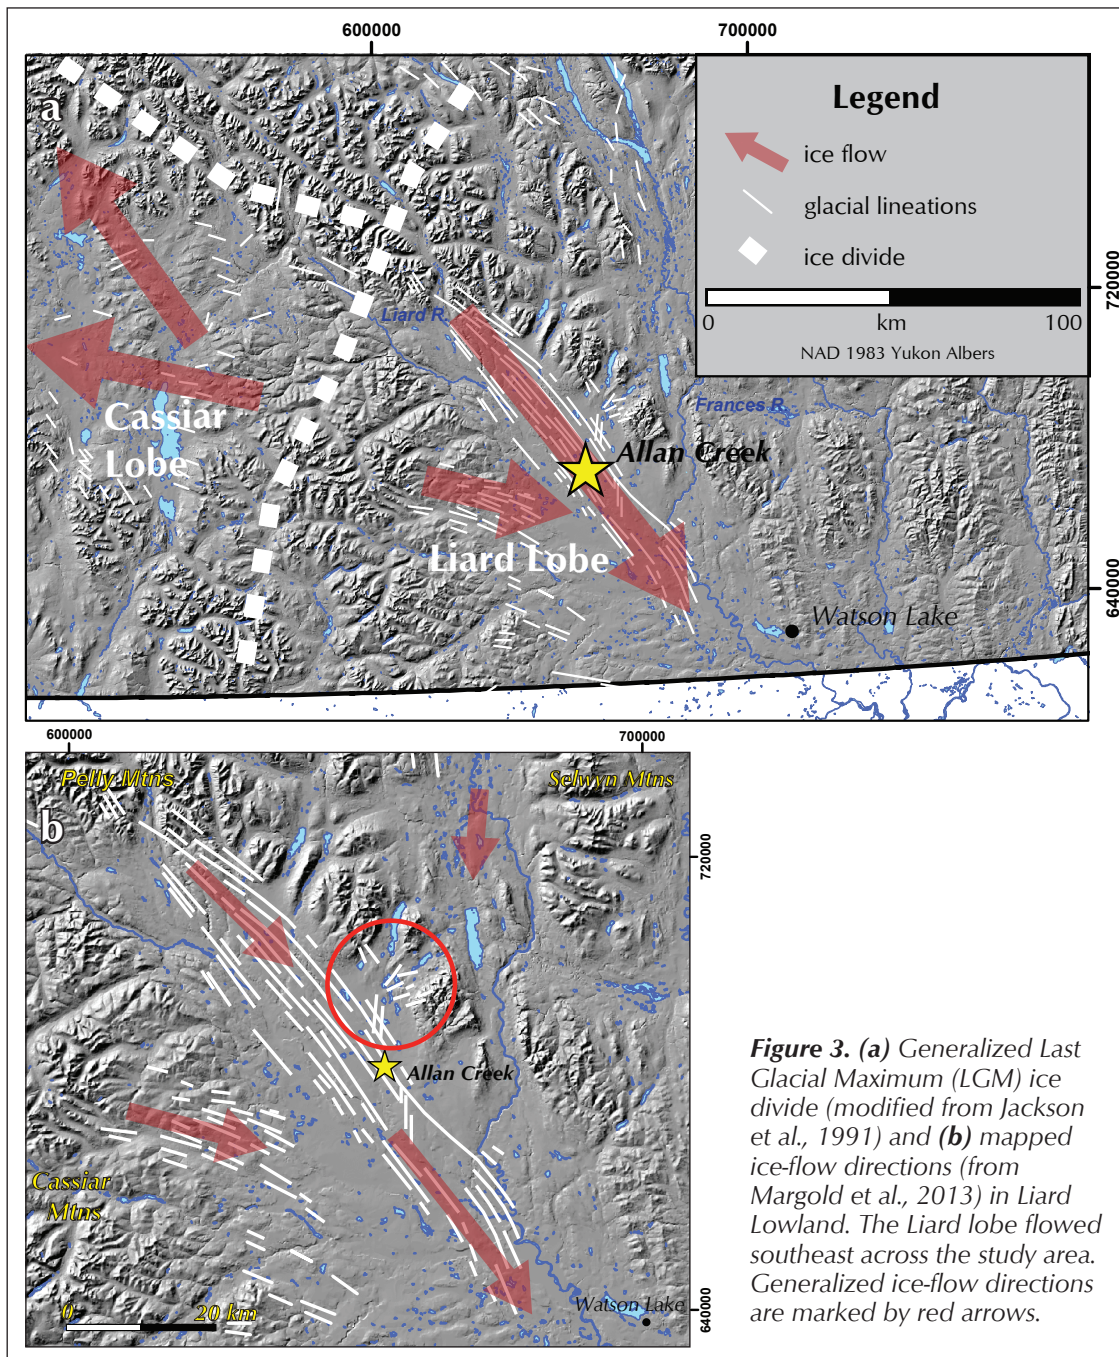 600000
700000
a
Legend
ice flow
glacial lineations
ice divide
0
km
100
NAD 1983 Yukon Albers
720000
Liard R.
Frances R.
Cassiar
Lobe
Allan Creek
Liard Lobe
640000
Watson Lake
600000
700000
Pelly Mtns
Selwyn Mtns
b
720000
Allan Creek
Cassiar
Mtns
0
20 km
Watson Lake
640000
Figure 3. (a) Generalized Last
Glacial Maximum (LGM) ice
divide (modified from Jackson
et al., 1991) and (b) mapped
ice-flow directions (from
Margold et al., 2013) in Liard
Lowland. The Liard lobe flowed
southeast across the study area.
Generalized ice-flow directions
are marked by red arrows.